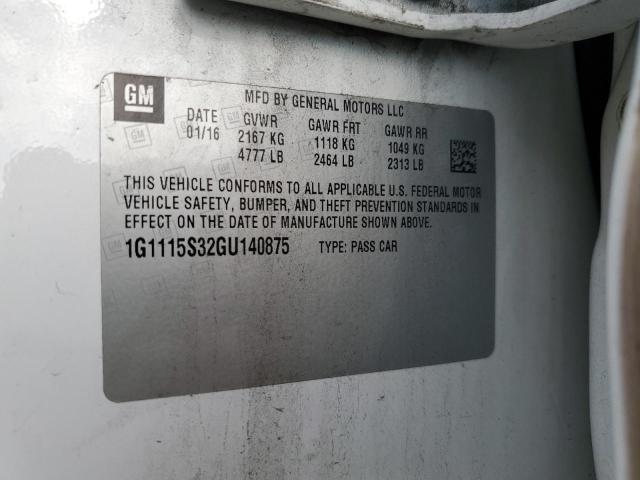 GM
MFD BY GENERAL MOTORS LLC
DATE GVWR GAWR FRT GAWR RR
01/16 2167 KG 1118 KG 1049 KG
4777 LB 2464 LB 2313 LB
THIS VEHICLE CONFORMS TO ALL APPLICABLE U.S. FEDERAL MOTOR
VEHICLE SAFETY, BUMPER, AND THEFT PREVENTION STANDARDS IN
EFFECT ON THE DATE OF MANUFACTURE SHOWN ABOVE.
1G1115S32GU140875 TYPE: PASS CAR